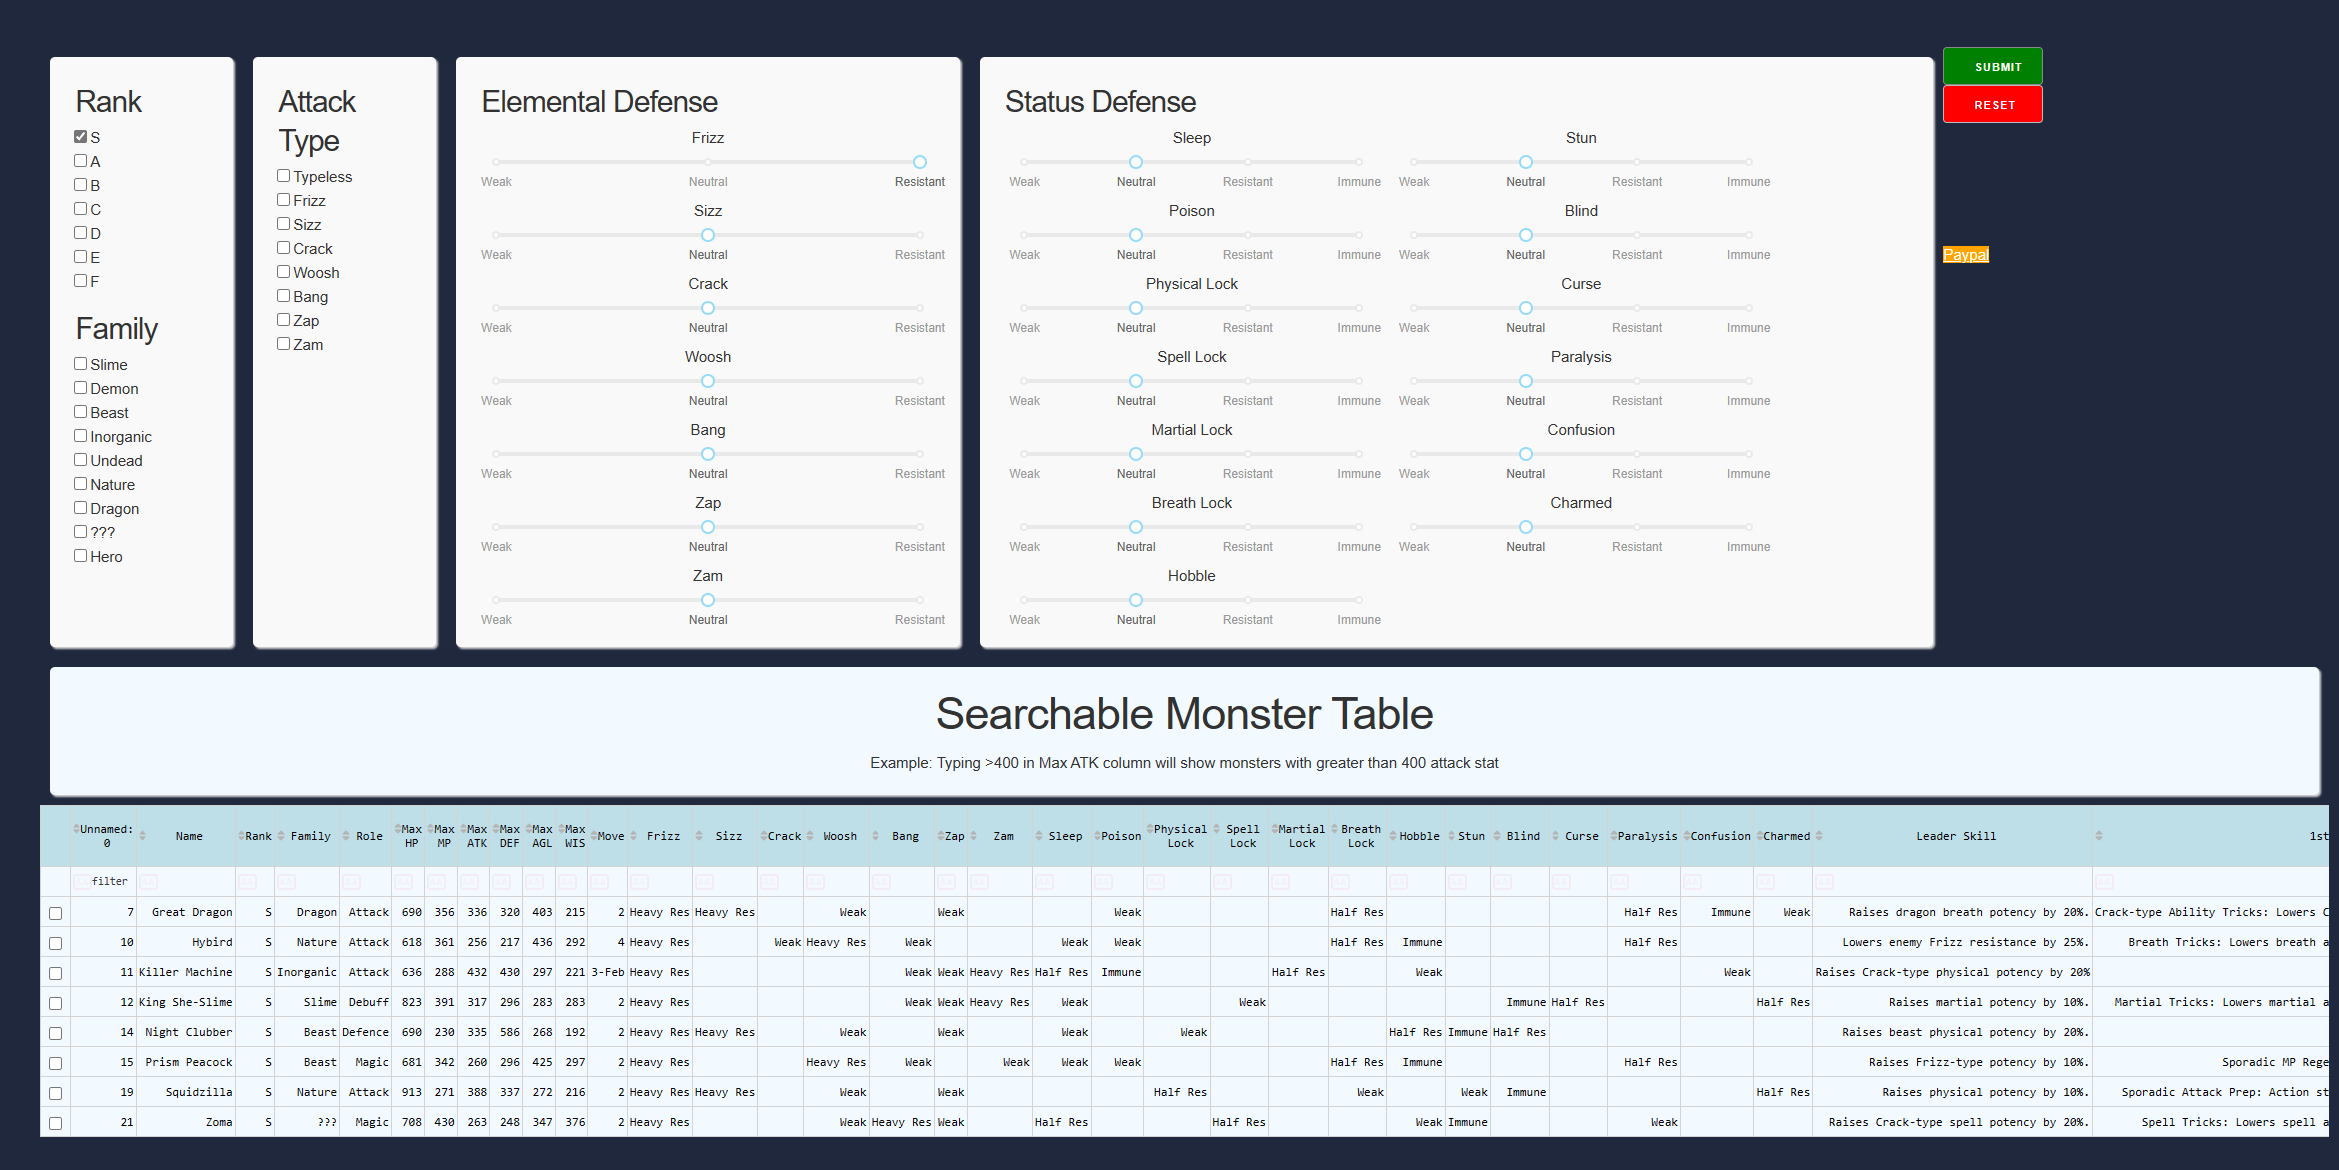 Rank
S
A
B
C
D
E
F
Family
Slime
Demon
Beast
Inorganic
Undead
Nature
Dragon
???
Hero
Attack
Type
Typeless
Frizz
Sizz
Crack
Woosh
Bang
Zap
Zam
Elemental Defense
Frizz
Weak Neutral Resistant
Sizz
Weak Neutral Resistant
Crack
Weak Neutral Resistant
Woosh
Weak Neutral Resistant
Bang
Weak Neutral Resistant
Zap
Weak Neutral Resistant
Zam
Weak Neutral Resistant
Status Defense
Sleep Stun
Weak Neutral Resistant Immune Weak Neutral Resistant Immune
Poison Blind
Weak Neutral Resistant Immune Weak Neutral Resistant Immune
Physical Lock Curse
Weak Neutral Resistant Immune Weak Neutral Resistant Immune
Spell Lock Paralysis
Weak Neutral Resistant Immune Weak Neutral Resistant Immune
Martial Lock Confusion
Weak Neutral Resistant Immune Weak Neutral Resistant Immune
Breath Lock Charmed
Weak Neutral Resistant Immune Weak Neutral Resistant Immune
Hobble
Weak Neutral Resistant Immune
SUBMIT
RESET
Paypal
Searchable Monster Table
Example: Typing >400 in Max ATK column will show monsters with greater than 400 attack stat
Unnamed: 0 Name Rank Family Role Max HP Max MP Max ATK Max DEF Max AGL Max WIS Move Frizz Sizz Crack Woosh Bang Zap Zam Sleep Poison Physical Lock Spell Lock Martial Lock Breath Lock Hobble Stun Blind Curse Paralysis Confusion Charmed Leader Skill 1st
filter
7 Great Dragon S Dragon Attack 690 356 336 320 403 215 2 Heavy Res Heavy Res Weak Weak Weak Half Res Half Res Immune Weak Raises dragon breath potency by 20%. Crack-type Ability Tricks: Lowers C
10 Hybird S Nature Attack 618 361 256 217 436 292 4 Heavy Res Weak Heavy Res Weak Weak Weak Half Res Immune Half Res Lowers enemy Frizz resistance by 25%. Breath Tricks: Lowers breath a
11 Killer Machine S Inorganic Attack 636 288 432 430 297 221 3-Feb Heavy Res Weak Weak Heavy Res Half Res Immune Half Res Weak Weak Raises Crack-type physical potency by 20%
12 King She-Slime S Slime Debuff 823 391 317 296 283 283 2 Heavy Res Weak Weak Heavy Res Weak Weak Immune Half Res Half Res Raises martial potency by 10%. Martial Tricks: Lowers martial a
14 Night Clubber S Beast Defence 690 230 335 586 268 192 2 Heavy Res Heavy Res Weak Weak Weak Weak Half Res Immune Half Res Raises beast physical potency by 20%.
15 Prism Peacock S Beast Magic 681 342 260 296 425 297 2 Heavy Res Heavy Res Weak Weak Weak Weak Half Res Immune Half Res Raises Frizz-type potency by 10%. Sporadic MP Rege
19 Squidzilla S Nature Attack 913 271 388 337 272 216 2 Heavy Res Heavy Res Weak Weak Half Res Weak Weak Immune Half Res Raises physical potency by 10%. Sporadic Attack Prep: Action st
21 Zoma S ??? Magic 708 430 263 248 347 376 2 Heavy Res Weak Heavy Res Weak Half Res Half Res Weak Immune Weak Raises Crack-type spell potency by 20%. Spell Tricks: Lowers spell a